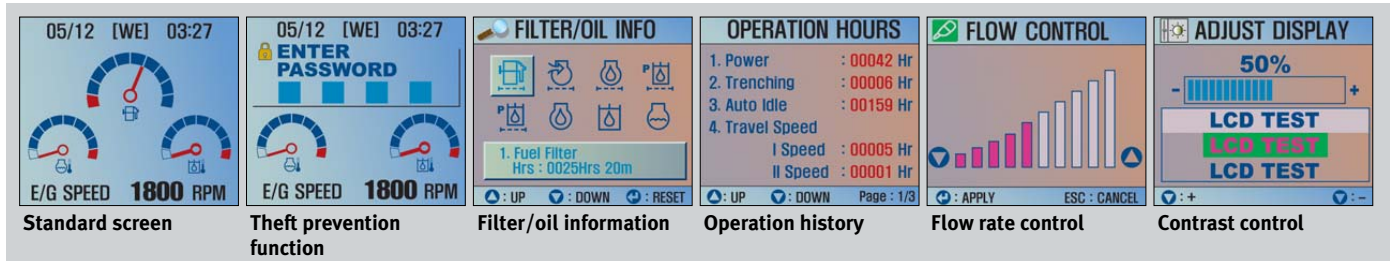 05/12 [WE] 03:27
E/G SPEED 1800 RPM
Standard screen
05/12 [WE] 03:27
ENTER
PASSWORD
E/G SPEED 1800 RPM
Theft prevention
function
FILTER/OIL INFO
P
P
1. Fuel Filter
Hrs : 0025Hrs 20m
: UP : DOWN : RESET
Filter/oil information
OPERATION HOURS
1. Power : 00042 Hr
2. Trenching : 00006 Hr
3. Auto Idle : 00159 Hr
4. Travel Speed
I Speed : 00005 Hr
II Speed : 00001 Hr
: UP : DOWN Page : 1/3
Operation history
FLOW CONTROL
: APPLY ESC : CANCEL
Flow rate control
ADJUST DISPLAY
50%
- +
LCD TEST
LCD TEST
LCD TEST
: + : -
Contrast control